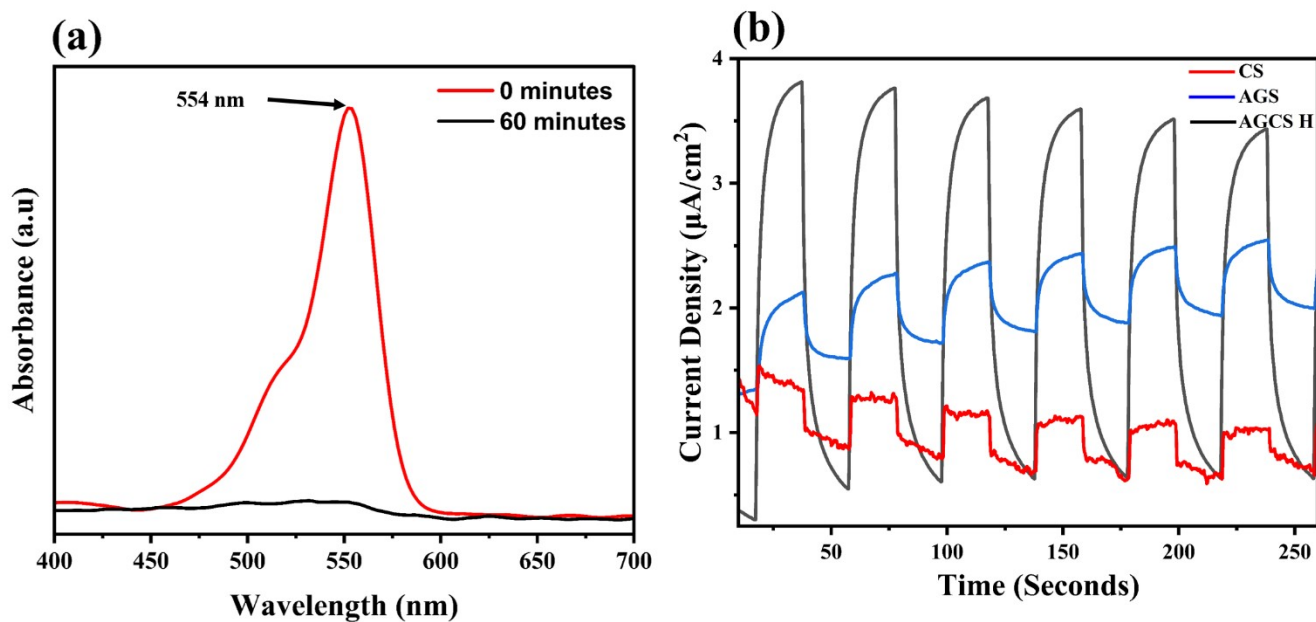 (a)
554 nm
0 minutes
60 minutes
Absorbance (a.u)
400 450 500 550 600 650 700
Wavelength (nm)
(b)
CS
AGS
AGCS H
Current Density (µA/cm²)
4
3
2
1
50 100 150 200 250
Time (Seconds)